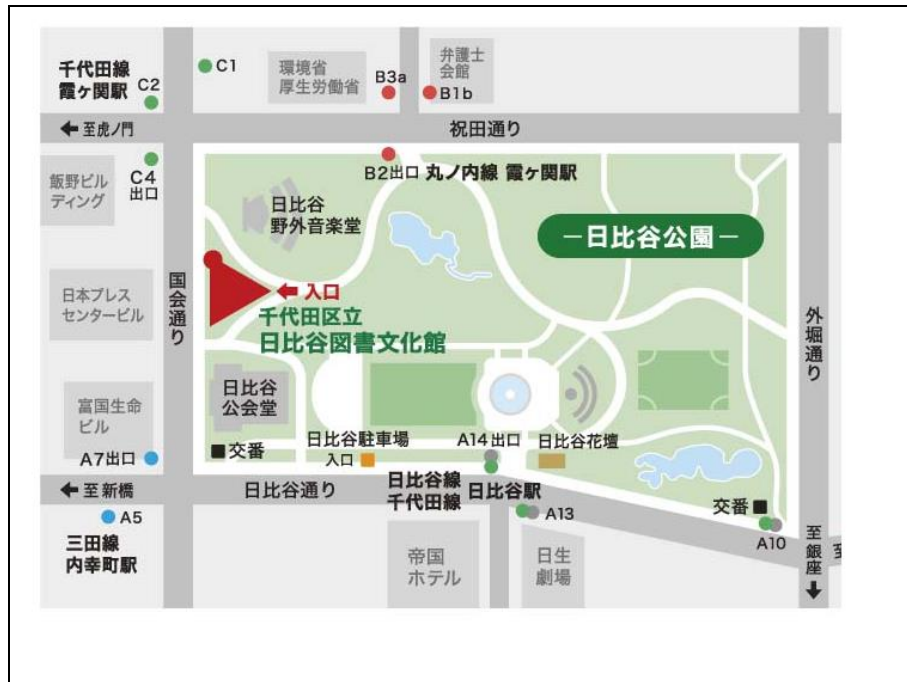 千代田線
霞ヶ関駅
C2
C1
環境省
厚生労働省
B3a
弁護士
会館
B1b
至虎ノ門
祝田通り
飯野ビル
ディング
C4
出口
B2出口 丸ノ内線 霞ヶ関駅
日比谷
野外音楽堂
－日比谷公園－
日本プレス
センタービル
国会通り
入口
千代田区立
日比谷図書文化館
外堀通り
富国生命
ビル
日比谷
公会堂
A7出口
交番
日比谷駐車場
入口
A14出口
日比谷花壇
至新橋
日比谷通り
日比谷線
千代田線
日比谷駅
交番
A5
A13
A10
三田線
内幸町駅
帝国
ホテル
日生
劇場
至銀座
至